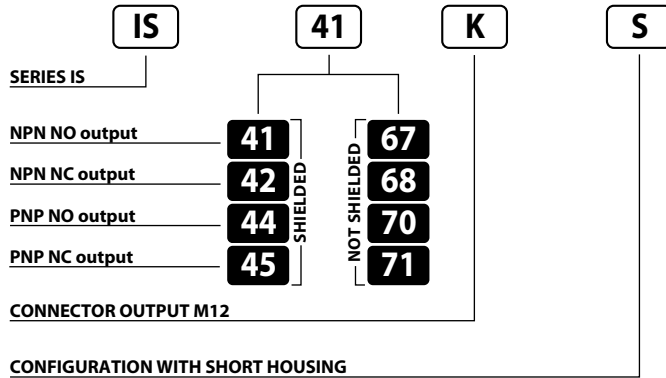 IS 41 K S
SERIES IS
NPN NO output 41 67
NPN NC output 42 68
PNP NO output 44 70
PNP NC output 45 71
SHIELDED
NOT SHIELDED
CONNECTOR OUTPUT M12
CONFIGURATION WITH SHORT HOUSING